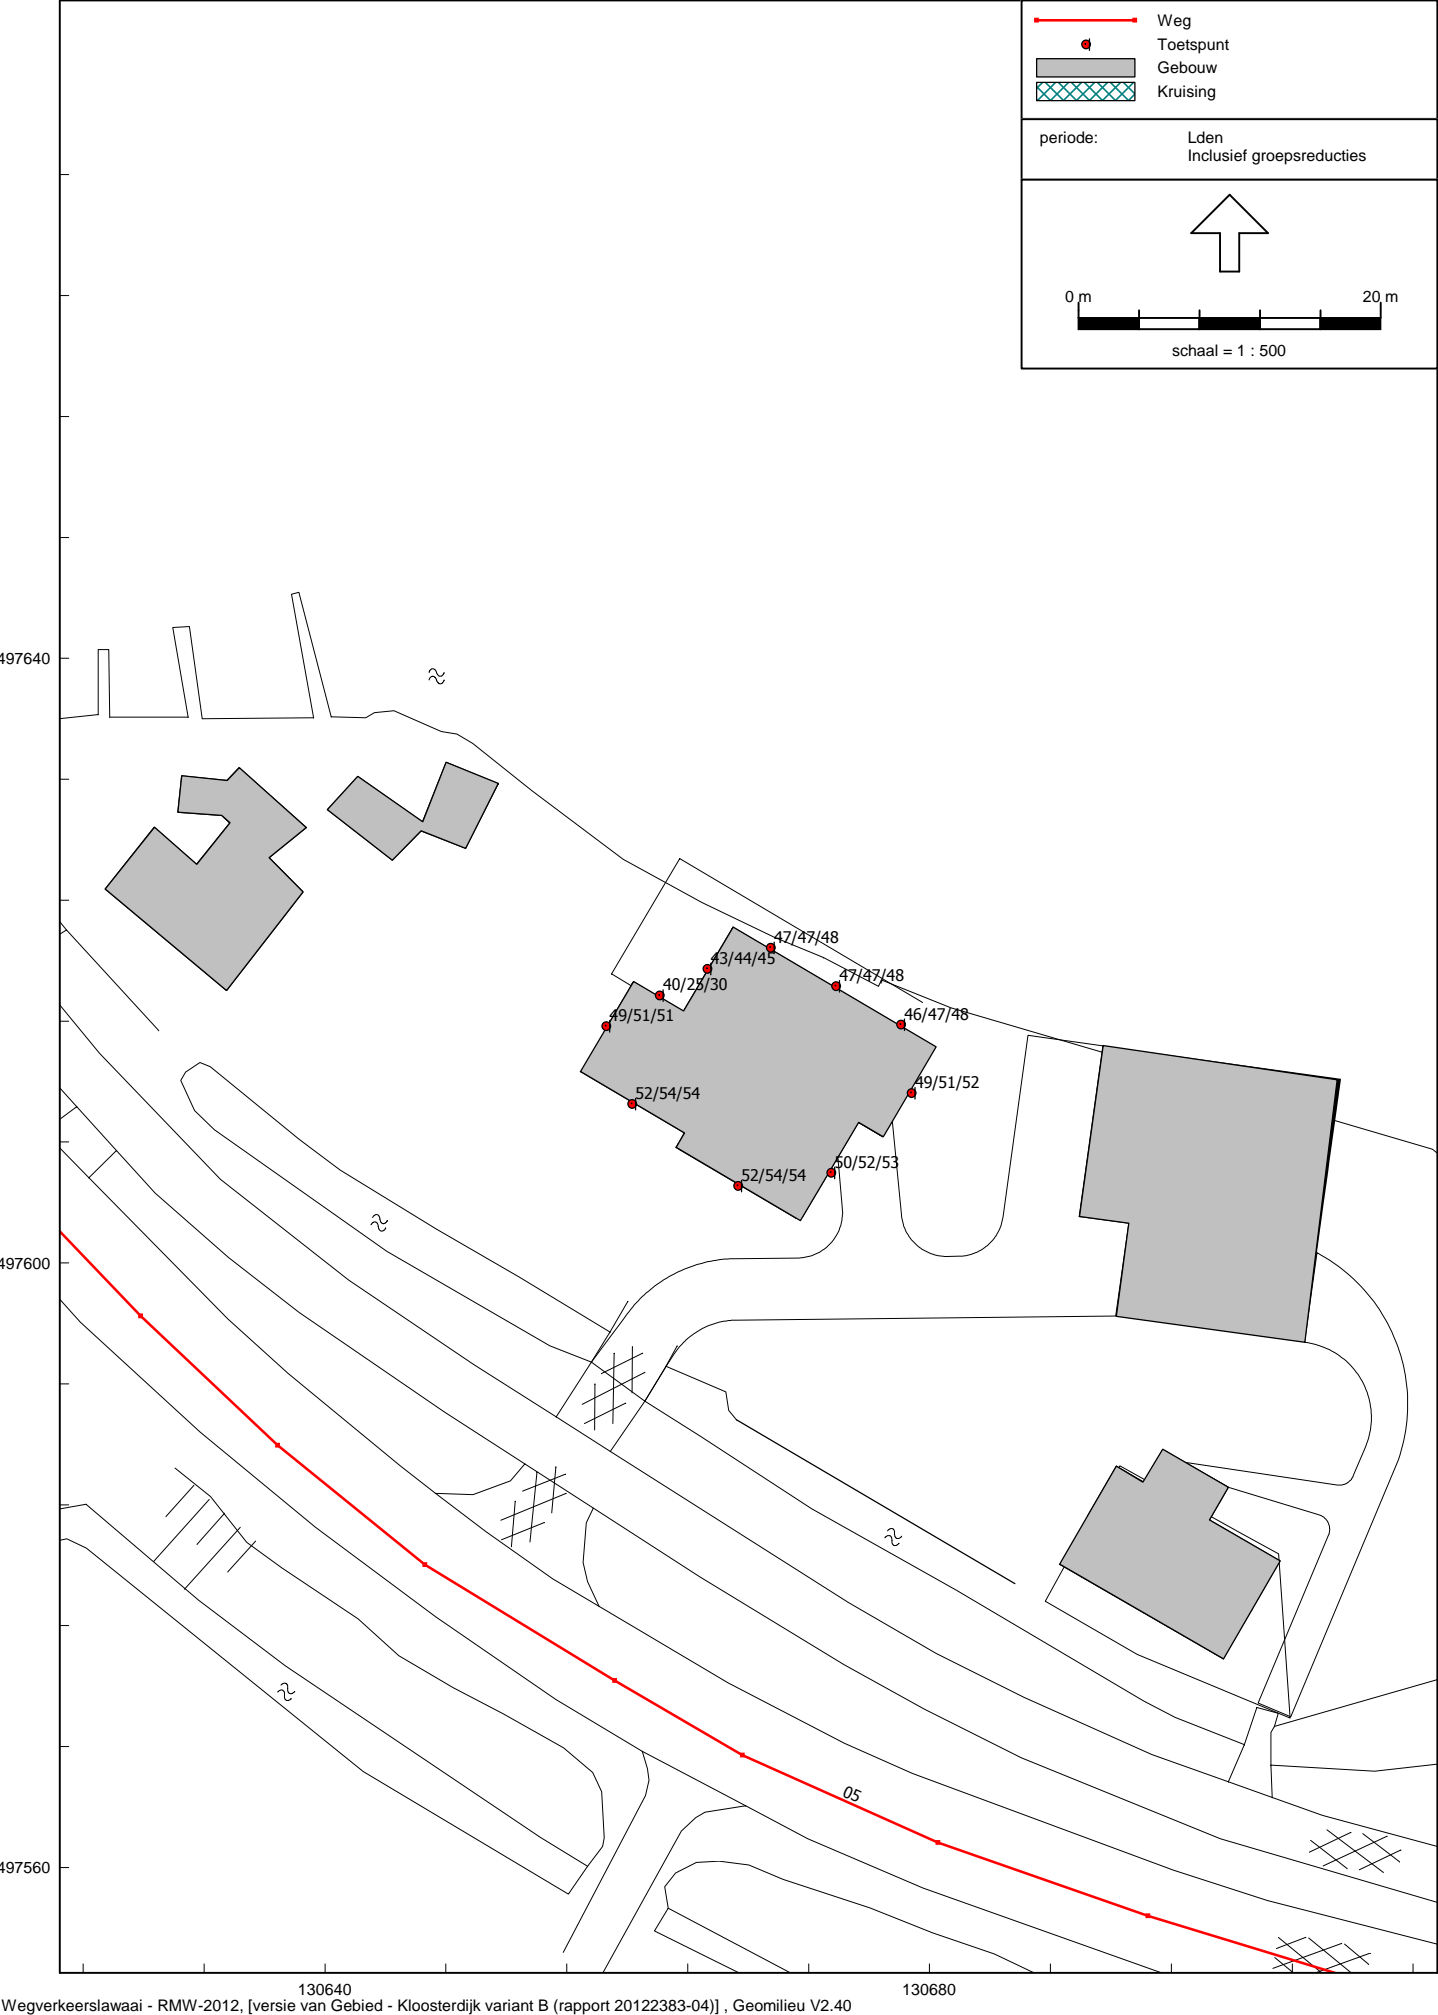 Weg
Toetspunt
Gebouw
Kruising
periode: Lden
Inclusief groepsreducties
0 m 20 m
schaal = 1 : 500
497640
47/47/48
43/44/45
47/47/48
40/25/30
49/51/51
46/47/48
49/51/52
52/54/54
50/52/53
52/54/54
497600
05
497560
130640 130680
Wegverkeerslawaai - RMW-2012, [versie van Gebied - Kloosterdijk variant B (rapport 20122383-04)] , Geomilieu V2.40